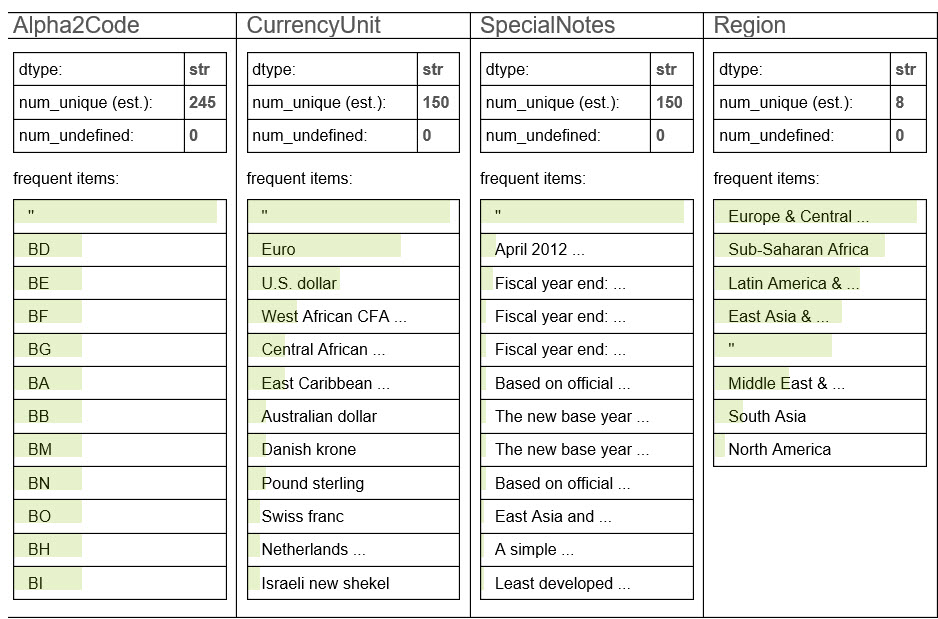 Alpha2Code
dtype: str
num_unique (est.): 245
num_undefined: 0
frequent items:
"
BD
BE
BF
BG
BA
BB
BM
BN
BO
BH
BI
CurrencyUnit
dtype: str
num_unique (est.): 150
num_undefined: 0
frequent items:
"
Euro
U.S. dollar
West African CFA ...
Central African ...
East Caribbean ...
Australian dollar
Danish krone
Pound sterling
Swiss franc
Netherlands ...
Israeli new shekel
SpecialNotes
dtype: str
num_unique (est.): 150
num_undefined: 0
frequent items:
"
April 2012 ...
Fiscal year end: ...
Fiscal year end: ...
Fiscal year end: ...
Based on official ...
The new base year ...
The new base year ...
Based on official ...
East Asia and ...
A simple ...
Least developed ...
Region
dtype: str
num_unique (est.): 8
num_undefined: 0
frequent items:
Europe & Central ...
Sub-Saharan Africa
Latin America & ...
East Asia & ...
"
Middle East & ...
South Asia
North America